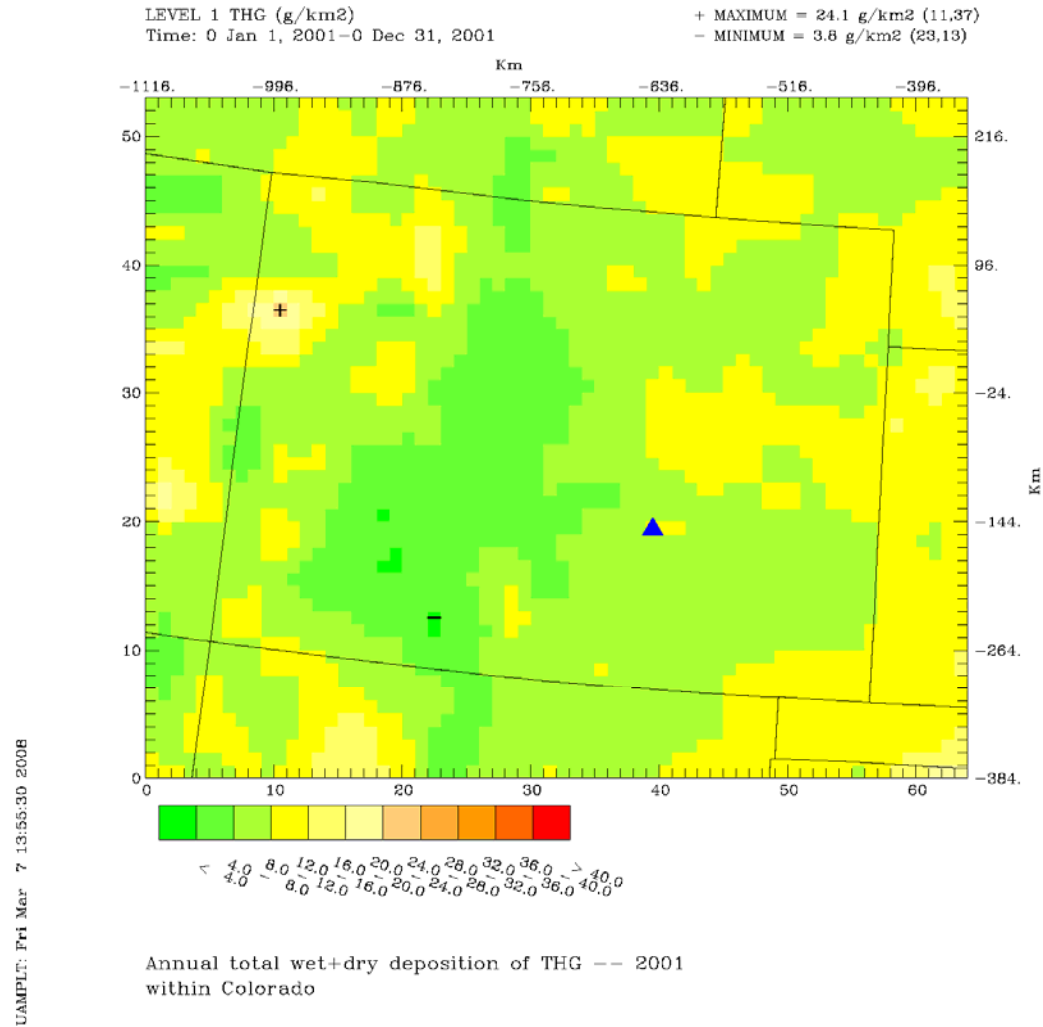 LEVEL 1 THG (g/km2)
Time: 0 Jan 1, 2001-0 Dec 31, 2001
+ MAXIMUM = 24.1 g/km2 (11,37)
- MINIMUM = 3.8 g/km2 (23,13)
Km
-1116. -996. -876. -756. -636. -516. -396.
50 216.
40 96.
30 -24.
Km
20 -144.
10 -264.
0 -384.
0 10 20 30 40 50 60
< 4.0
4.0 - 8.0
8.0 - 12.0
12.0 - 16.0
16.0 - 20.0
20.0 - 24.0
24.0 - 28.0
28.0 - 32.0
32.0 - 36.0
36.0 - 40.0
> 40.0
Annual total wet+dry deposition of THG -- 2001
within Colorado
UAMPLT: Fri Mar 7 13:55:30 2008